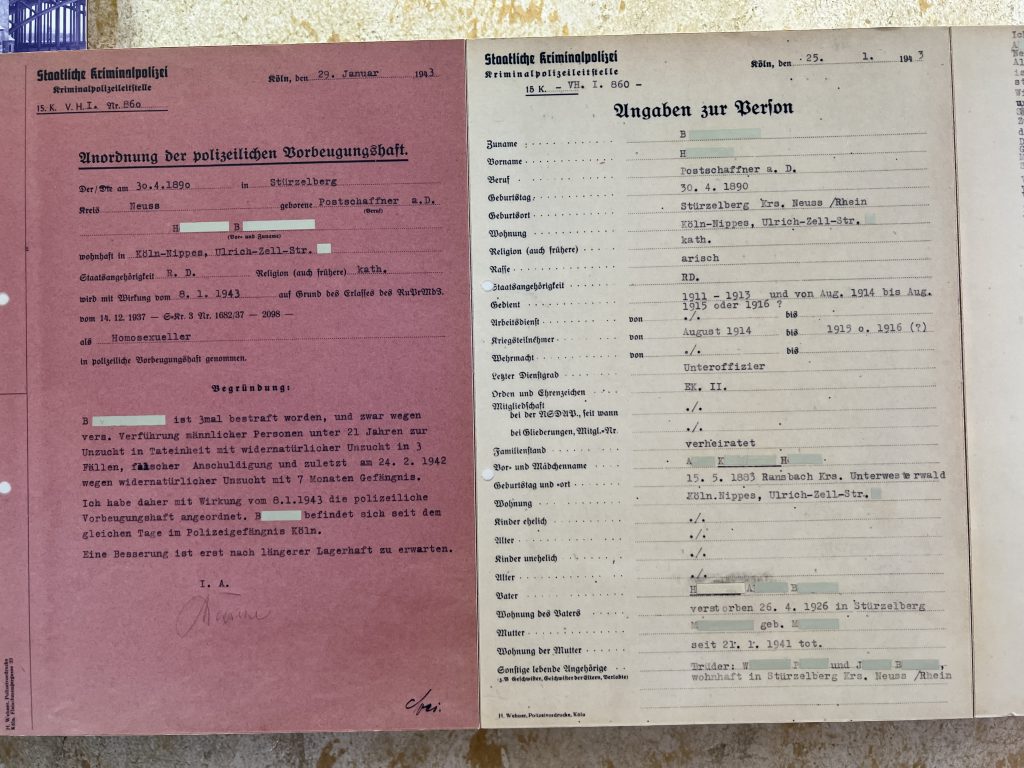 Staatliche Kriminalpolizei
Kriminalpolizeileitstelle
15. K. V. H. I. Nr. 860
Köln, den 29. Januar 1943
Anordnung der polizeilichen Vorbeugungshaft.
Der/Die am 30.4.1890 in Stürzelberg
Kreis Neuss geborene Postschaffner a.D.
(Beruf)
H B
(Vor- und Zuname)
wohnhaft in Köln-Nippes, Ulrich-Zell-Str.
Staatsangehörigkeit R. D. Religion (auch frühere) kath.
wird mit Wirkung vom 8. 1. 1943 auf Grund des Erlasses des RuPrMdJ.
vom 14. 12. 1937 — S-Kr. 3 Nr. 1682/37 — 2098 —
als Homosexueller
in polizeiliche Vorbeugungshaft genommen.
Begründung:
B ist 3mal bestraft worden, und zwar wegen
vers. Verführung männlicher Personen unter 21 Jahren zur
Unzucht in Tateinheit mit widernatürlicher Unzucht in 3
Fällen, falscher Anschuldigung und zuletzt am 24. 2. 1942
wegen widernatürlicher Unzucht mit 7 Monaten Gefängnis.
Ich habe daher mit Wirkung vom 8.1.1943 die polizeiliche
Vorbeugungshaft angeordnet. B befindet sich seit dem
gleichen Tage im Polizeigefängnis Köln.
Eine Besserung ist erst nach längerer Lagerhaft zu erwarten.
I. A.
H. Wehner, Polizeivordrucke
Köln,
Staatliche Kriminalpolizei
Kriminalpolizeileitstelle
15 K. - VH. I. 860 -
Köln, den 25. 1. 1943
Angaben zur Person
Zuname B
Vorname H
Beruf Postschaffner a. D.
Geburtstag 30. 4. 1890
Geburtsort Stürzelberg Krs. Neuss /Rhein
Wohnung Köln-Nippes, Ulrich-Zell-Str.
Religion (auch frühere) kath.
Rasse arisch
Staatsangehörigkeit RD.
Gedient 1911 - 1913 und von Aug. 1914 bis Aug.
1915 oder 1916 ?
Arbeitsdienst von ./. bis
Kriegsteilnehmer von August 1914 bis 1915 o. 1916 (?)
Wehrmacht von ./. bis
Letzter Dienstgrad Unteroffizier
Orden und Ehrenzeichen EK. II.
Mitgliedschaft
bei der NSDAP., seit wann ./.
bei Gliederungen, Mitgl.-Nr. ./.
Familienstand verheiratet
Vor- und Mädchenname A K H
Geburtstag und -ort 15. 5. 1883 Ransbach Krs. Unterwesterwald
Wohnung Köln.Nippes, Ulrich-Zell-Str.
Kinder ehelich ./.
Alter ./.
Kinder unehelich ./.
Alter ./.
Vater H A B
Wohnung des Vaters verstorben 26. 4. 1926 in Stürzelberg
Mutter M geb. M
Wohnung der Mutter seit 21. 1. 1941 tot.
Sonstige lebende Angehörige Brüder: W P und J B ,
(z. B. Geschwister, Geschwister der Eltern, Verlobte) wohnhaft in Stürzelberg Krs. Neuss /Rhein
H. Wehner, Polizeivordrucke, Köln